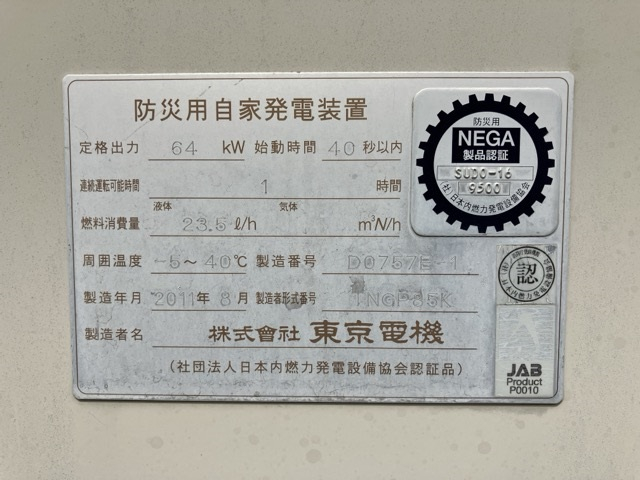 防災用自家発電装置
定格出力 64 kW 始動時間 40 秒以内
連続運転可能時間 1 時間
液体 気体
燃料消費量 23.5 ℓ/h m³N/h
周囲温度 -5～40℃ 製造番号 D0757E-1
製造年月 2011年 8月 製造者形式番号 TNGP85K
製造者名 株式會社 東京電機
(社団法人日本内燃力発電設備協会認証品)
防災用
NEGA
製品認証
SUD0-16
9500
(社)日本内燃力発電設備協会
認
JAB
Product
P0010